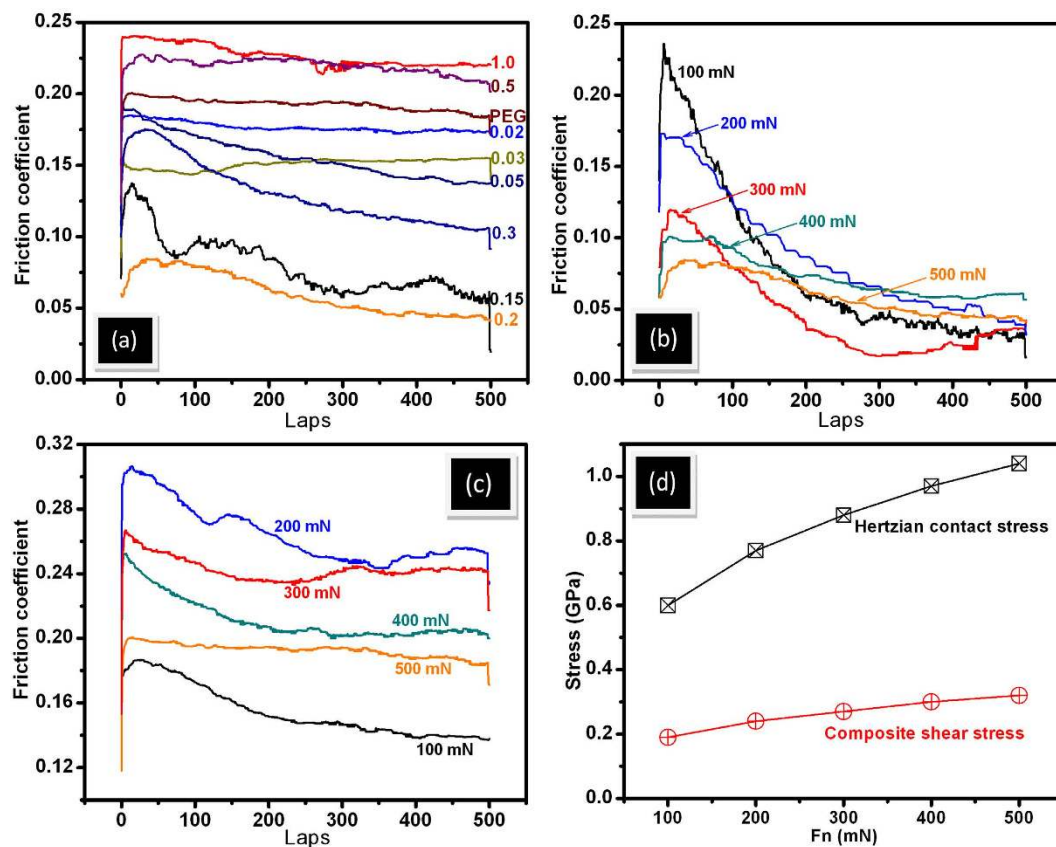 0.25
0.20
0.15
0.10
0.05
0.00
Friction coefficient
1.0
0.5
PEG
0.02
0.03
0.05
0.3
0.15
0.2
(a)
0 100 200 300 400 500
Laps
0.25
0.20
0.15
0.10
0.05
0.00
Friction coefficient
100 mN
200 mN
300 mN
400 mN
500 mN
(b)
0 100 200 300 400 500
Laps
0.32
0.28
0.24
0.20
0.16
0.12
Friction coefficient
(c)
200 mN
300 mN
400 mN
500 mN
100 mN
0 100 200 300 400 500
Laps
1.0
0.8
0.6
0.4
0.2
0.0
Stress (GPa)
(d)
Hertzian contact stress
Composite shear stress
100 200 300 400 500
Fn (mN)